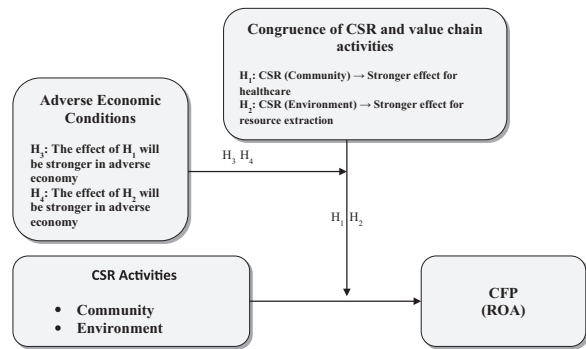 Congruence of CSR and value chain
activities
H1: CSR (Community) → Stronger effect for
healthcare
H2: CSR (Environment) → Stronger effect for
resource extraction
Adverse Economic
Conditions
H3: The effect of H1 will
be stronger in adverse
economy
H4: The effect of H2 will
be stronger in adverse
economy
H3 H4
H1 H2
CSR Activities
• Community
• Environment
CFP
(ROA)